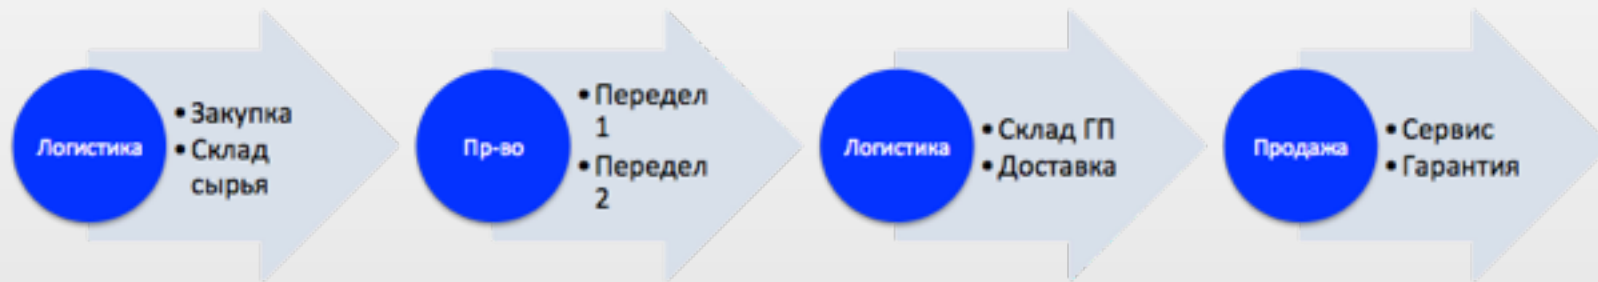 Логистика
• Закупка
• Склад
сырья
Пр-во
• Передел
1
• Передел
2
Логистика
• Склад ГП
• Доставка
Продажа
• Сервис
• Гарантия